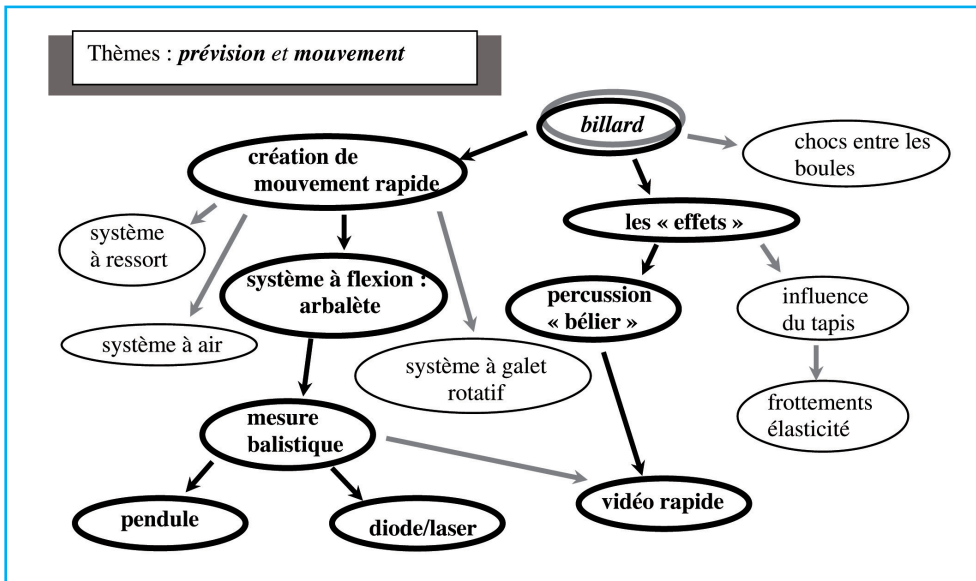 Thèmes : prévision et mouvement
billard
création de
mouvement rapide
chocs entre les
boules
les « effets »
système
à ressort
système à flexion :
arbalète
percussion
« bélier »
influence
du tapis
système à air
système à galet
rotatif
frottements
élasticité
mesure
balistique
pendule
diode/laser
vidéo rapide